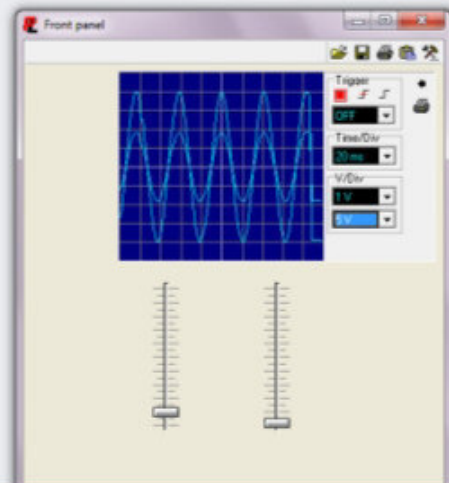 Front panel
Trigger
OFF
Time/Div
20 ms
V/Div
1 V
5 V